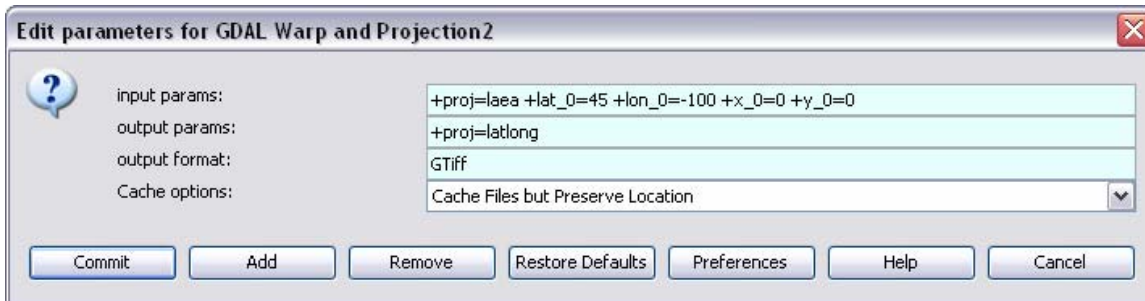 Edit parameters for GDAL Warp and Projection2
input params: +proj=laea +lat_0=45 +lon_0=-100 +x_0=0 +y_0=0
output params: +proj=latlong
output format: GTiff
Cache options: Cache Files but Preserve Location
Commit Add Remove Restore Defaults Preferences Help Cancel